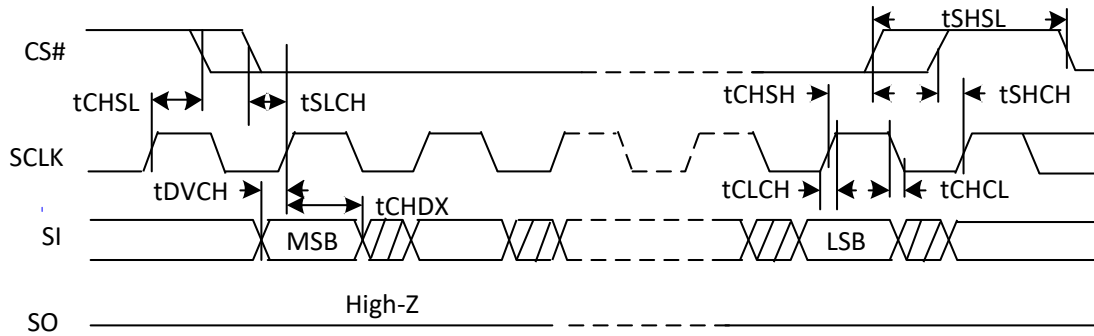 tSHSL
CS#
tCHSL
tSLCH
tCHSH
tSHCH
SCLK
tDVCH
tCHDX
tCLCH
tCHCL
SI
MSB
LSB
High-Z
SO